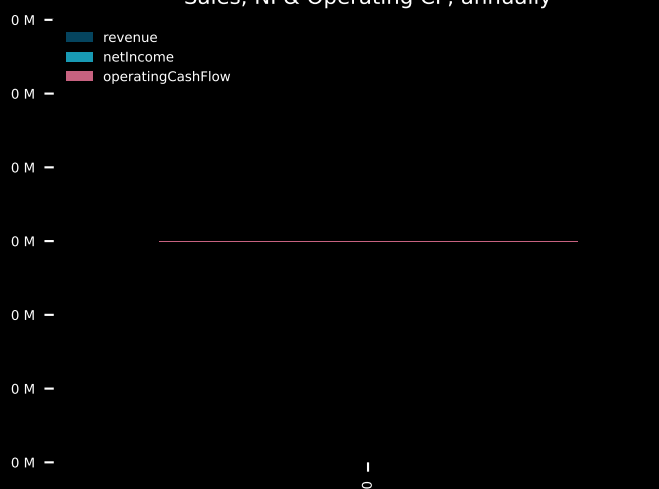 Sales, NI & Operating CF, annually
0 M
revenue
netIncome
operatingCashFlow
0 M
0 M
0 M
0 M
0 M
0 M
0